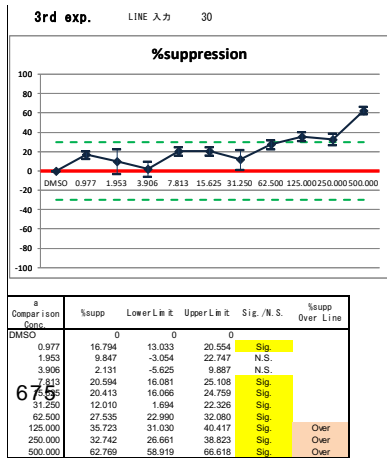 3rd exp. LINE 入力 30
%suppression
100
80
60
40
20
0
-20
-40
-60
-80
-100
DMSO 0.977 1.953 3.906 7.813 15.625 31.250 62.500 125.000 250.000 500.000
a Comparison Conc. %supp LowerLimit UpperLimit Sig./N.S. %supp Over Line
DMSO 0 0 0
0.977 16.794 13.033 20.554 Sig.
1.953 9.847 -3.054 22.747 N.S.
3.906 2.131 -5.625 9.887 N.S.
7.813 20.594 16.081 25.108 Sig.
675
20.413 16.066 24.759 Sig.
31.250 12.010 1.694 22.326 Sig.
62.500 27.535 22.990 32.080 Sig.
125.000 35.723 31.030 40.417 Sig. Over
250.000 32.742 26.661 38.823 Sig. Over
500.000 62.769 58.919 66.618 Sig. Over